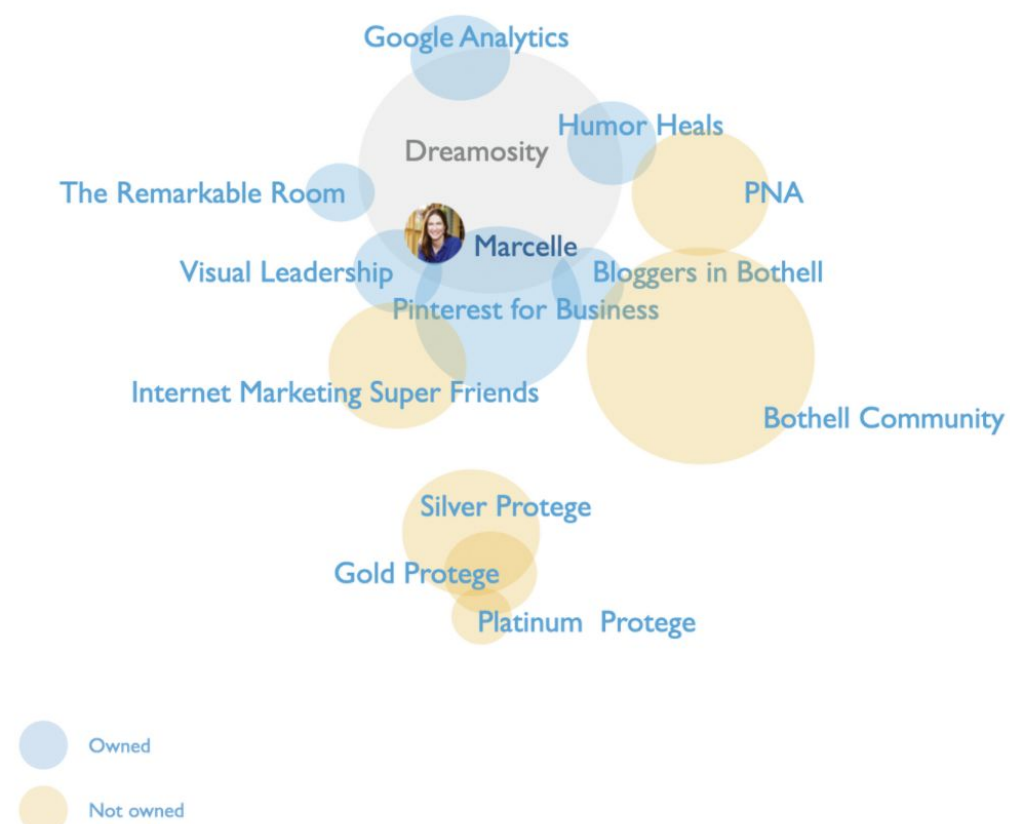 Google Analytics
Humor Heals
Dreamosity
The Remarkable Room
PNA
Marcelle
Visual Leadership
Bloggers in Bothell
Pinterest for Business
Internet Marketing Super Friends
Bothell Community
Silver Protege
Gold Protege
Platinum Protege
Owned
Not owned